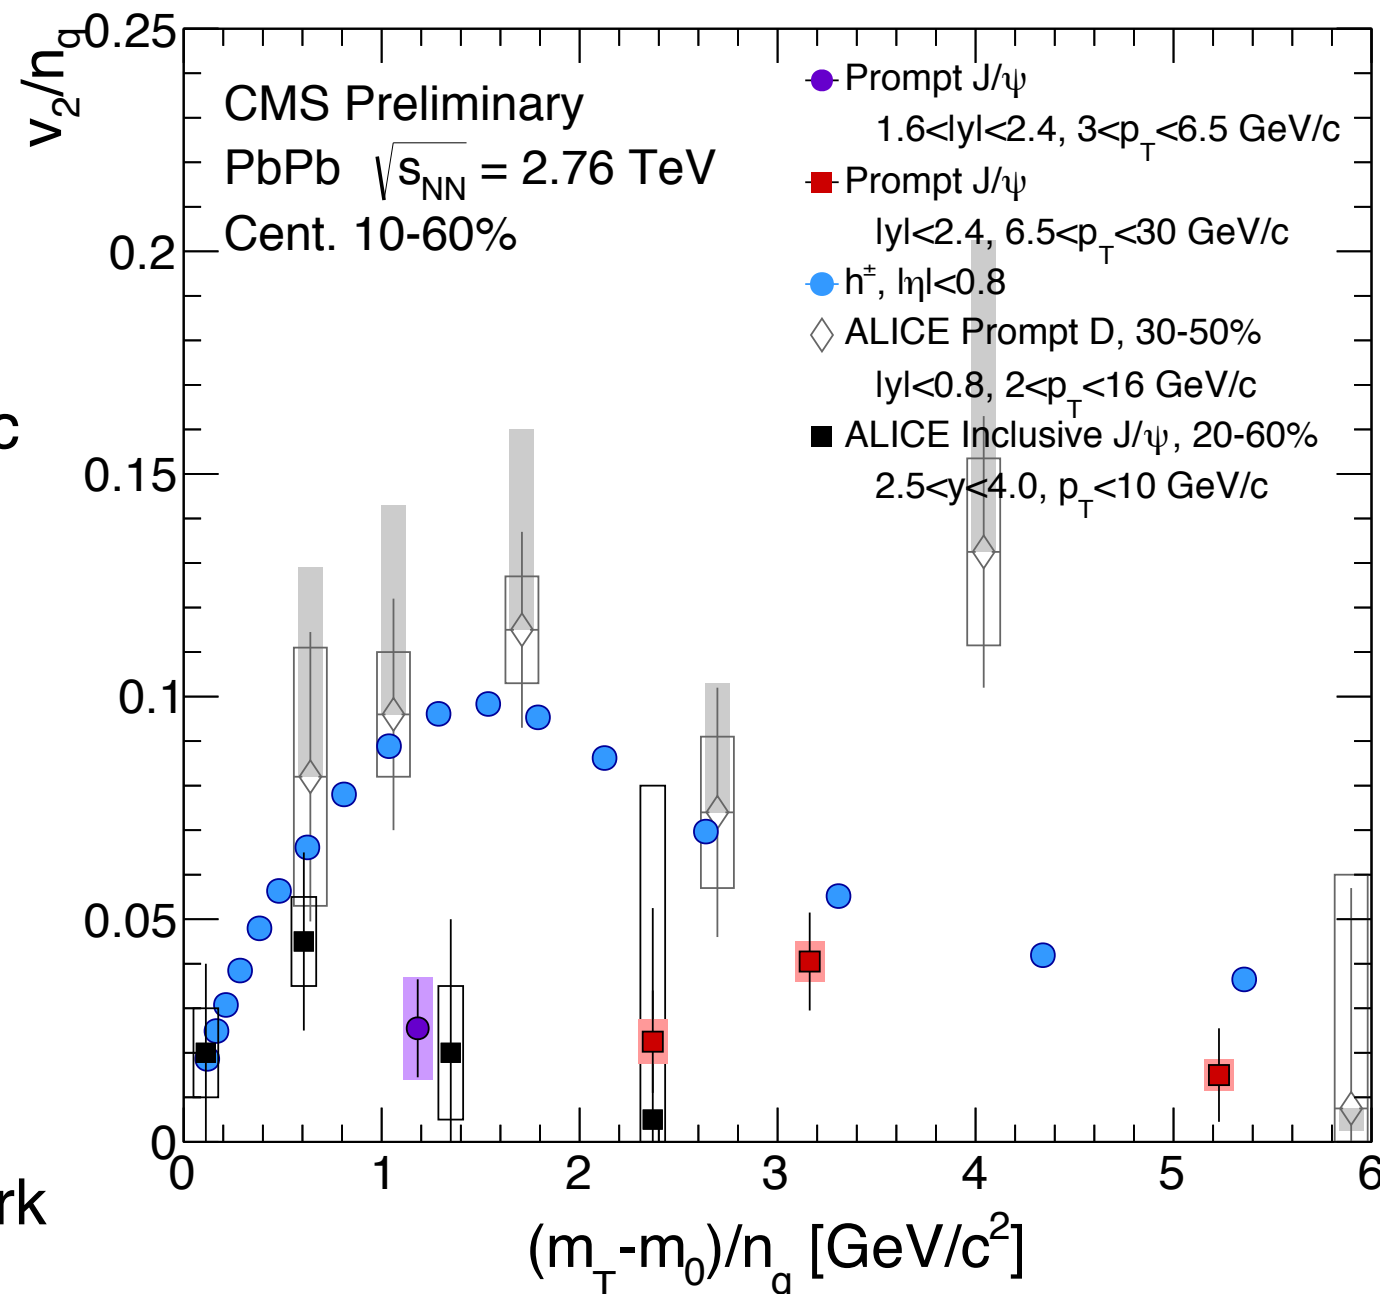 v₂/nq
0.25
0.2
0.15
0.1
0.05
0
CMS Preliminary
PbPb √sNN = 2.76 TeV
Cent. 10-60%
Prompt J/ψ
1.6<|y|<2.4, 3<pT<6.5 GeV/c
Prompt J/ψ
|y|<2.4, 6.5<pT<30 GeV/c
h±, |η|<0.8
ALICE Prompt D, 30-50%
|y|<0.8, 2<pT<16 GeV/c
ALICE Inclusive J/ψ, 20-60%
2.5<y<4.0, pT<10 GeV/c
c
rk
0 1 2 3 4 5 6
(mT-m0)/nq [GeV/c²]